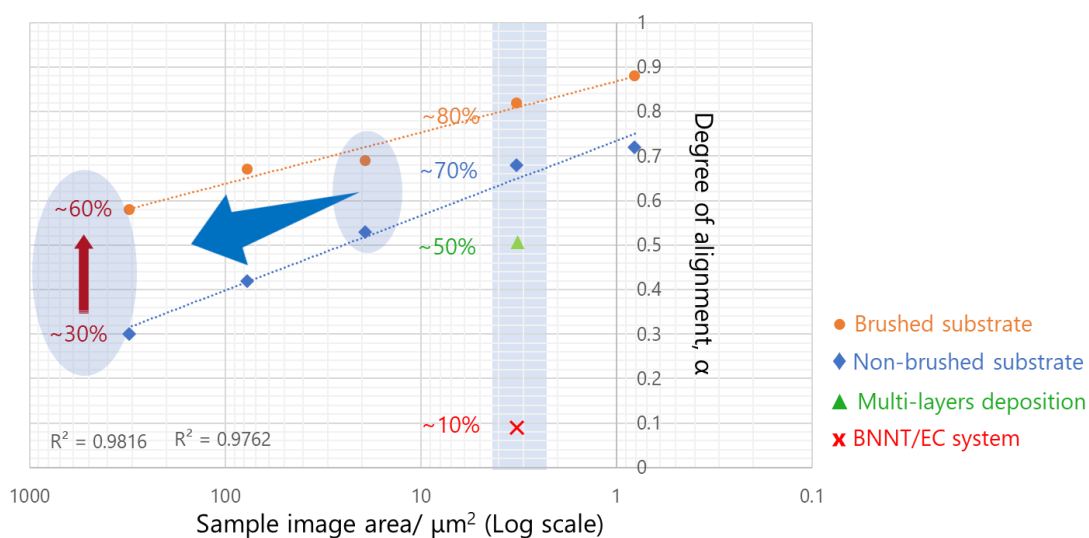 1
0.9
0.8
0.7
0.6
0.5
0.4
0.3
0.2
0.1
0
~80%
~70%
~60%
~50%
~30%
~10%
Degree of alignment, α
R² = 0.9816
R² = 0.9762
1000
100
10
1
0.1
Sample image area/ μm² (Log scale)
Brushed substrate
Non-brushed substrate
Multi-layers deposition
x BNNT/EC system